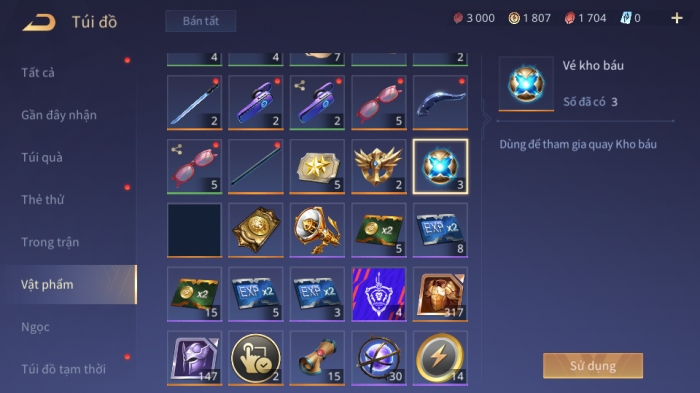 Túi đồ
Bán tất
3 000
1 807
1 704
0
+
Tất cả
Gần đây nhận
Túi quà
Thẻ thử
Trong trận
Vật phẩm
Ngọc
Túi đồ tạm thời
4 4 7 2
2 2 2 5
5 5 2 3
x2 5 EXP x2 8
x2 15 EXP x2 5 EXP 3 4 317
147 2 15 30 14
Vé kho báu
Số đã có 3
Dùng để tham gia quay Kho báu
Sử dụng